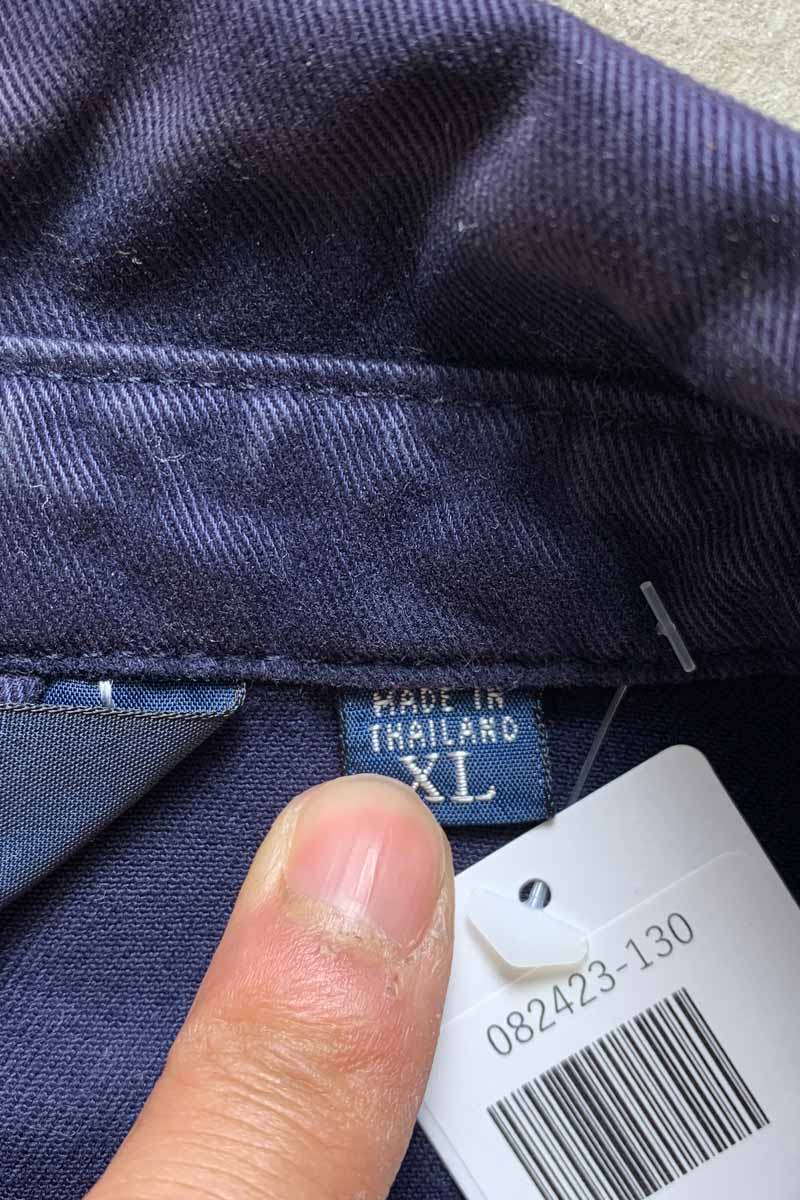 MADE IN
THAILAND
XL
082423-130